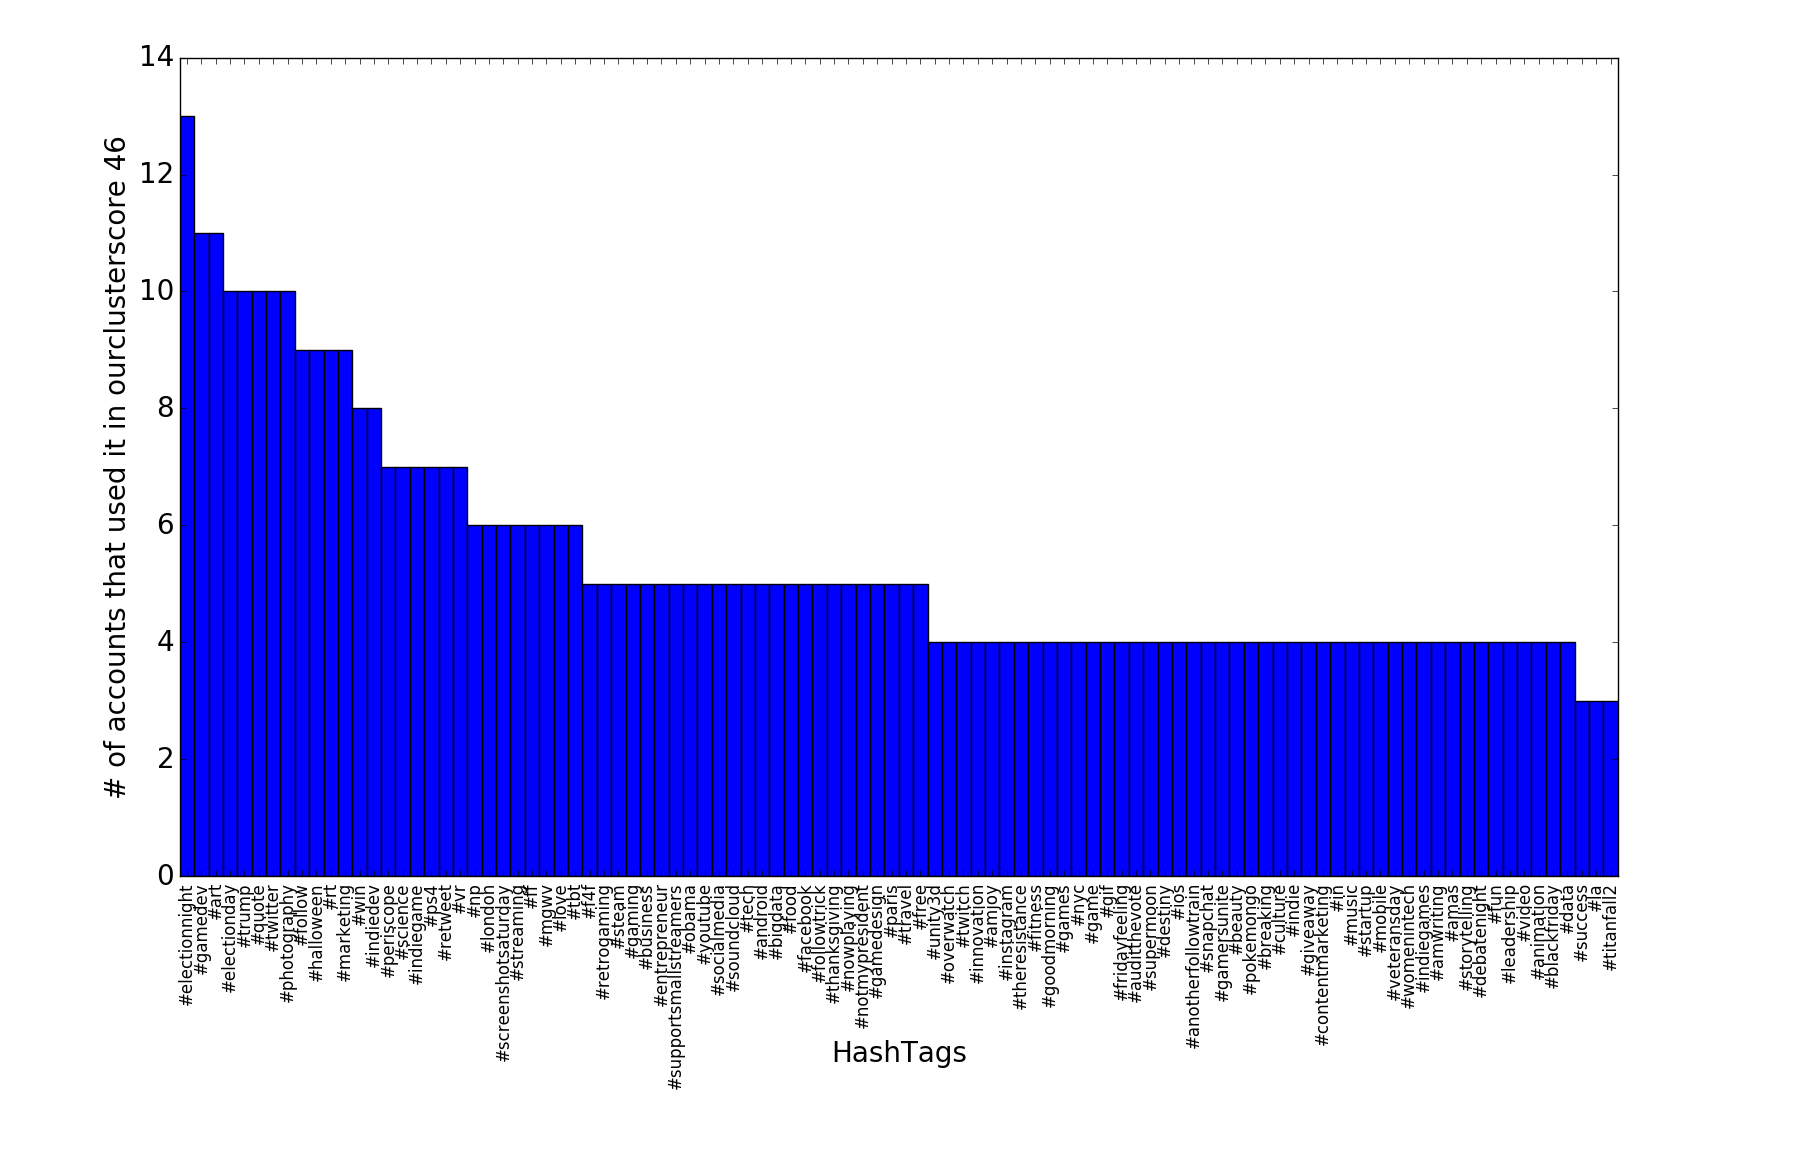 14
12
10
8
6
4
2
0
# of accounts that used it in ourclusterscore 46
#electionnight
#gamedev
#art
#electionday
#trump
#quote
#twitter
#photography
#follow
#halloween
#rt
#marketing
#win
#indiedev
#periscope
#science
#indiegame
#ps4
#retweet
#vr
#np
#london
#screenshotsaturday
#streaming
#ff
#mgwv
#love
#tbt
#f4f
#retrogaming
#steam
#gaming
#business
#entrepreneur
#supportsmallstreamers
#obama
#youtube
#socialmedia
#soundcloud
#tech
#android
#bigdata
#food
#facebook
#followtrick
#thanksgiving
#nowplaying
#notmypresident
#gamedesign
#paris
#travel
#free
#unity3d
#overwatch
#twitch
#innovation
#amjoy
#instagram
#theresistance
#fitness
#goodmorning
#games
#nyc
#game
#gif
#fridayfeeling
#auditthevote
#supermoon
#destiny
#ios
#anotherfollowtrain
#snapchat
#gamersunite
#beauty
#pokemongo
#breaking
#culture
#indie
#giveaway
#contentmarketing
#in
#music
#startup
#mobile
#veteransday
#womenintech
#indiegames
#amwriting
#amas
#storytelling
#debatenight
#fun
#leadership
#video
#animation
#blackfriday
#data
#success
#la
#titanfall2
HashTags